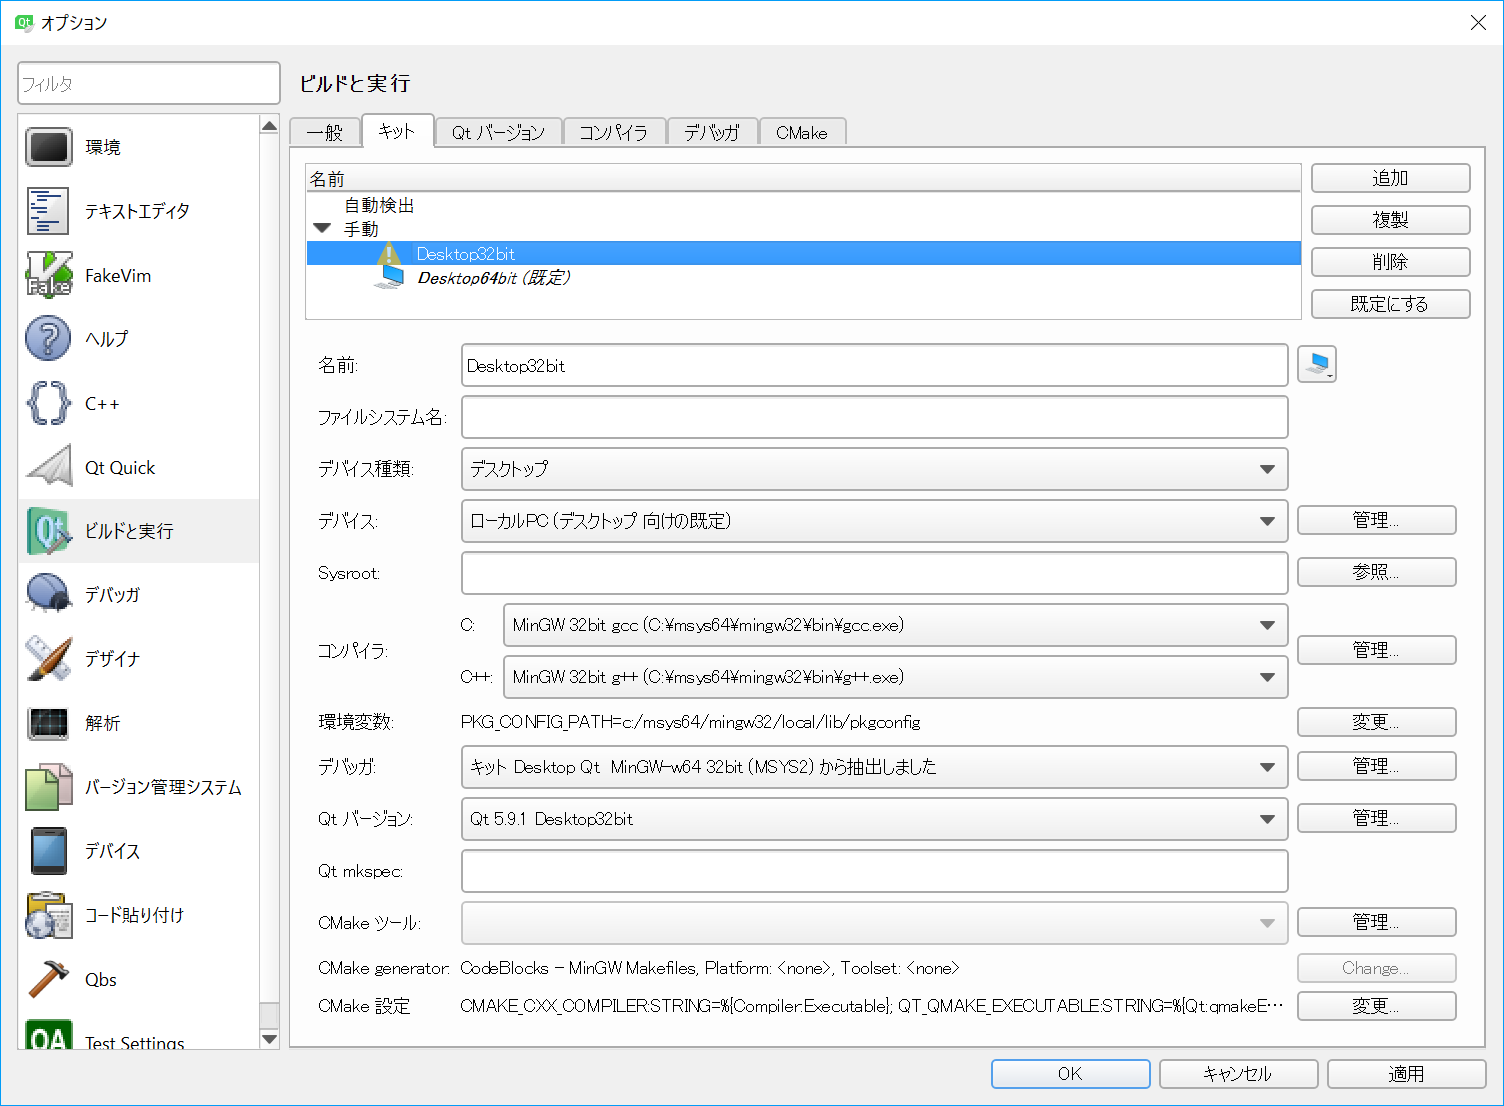 オプション
フィルタ
環境
テキストエディタ
FakeVim
ヘルプ
C++
Qt Quick
ビルドと実行
デバッガ
デザイナ
解析
バージョン管理システム
デバイス
コード貼り付け
Qbs
Test Settings
ビルドと実行
一般 キット Qt バージョン コンパイラ デバッガ CMake
名前
自動検出
手動
Desktop32bit
Desktop64bit (既定)
追加
複製
削除
既定にする
名前: Desktop32bit
ファイルシステム名:
デバイス種類: デスクトップ
デバイス: ローカルPC (デスクトップ 向けの既定) 管理...
Sysroot: 参照...
コンパイラ:
C: MinGW 32bit gcc (C:¥msys64¥mingw32¥bin¥gcc.exe)
C++: MinGW 32bit g++ (C:¥msys64¥mingw32¥bin¥g++.exe)
管理...
環境変数: PKG_CONFIG_PATH=c:/msys64/mingw32/local/lib/pkgconfig 変更...
デバッガ: キット Desktop Qt MinGW-w64 32bit (MSYS2) から抽出しました 管理...
Qt バージョン: Qt 5.9.1 Desktop32bit 管理...
Qt mkspec:
CMake ツール: 管理...
CMake generator: CodeBlocks - MinGW Makefiles, Platform: <none>, Toolset: <none> Change...
CMake 設定 CMAKE_CXX_COMPILER:STRING=%{Compiler:Executable}; QT_QMAKE_EXECUTABLE:STRING=%{Qt:qmakeE… 変更...
OK キャンセル 適用